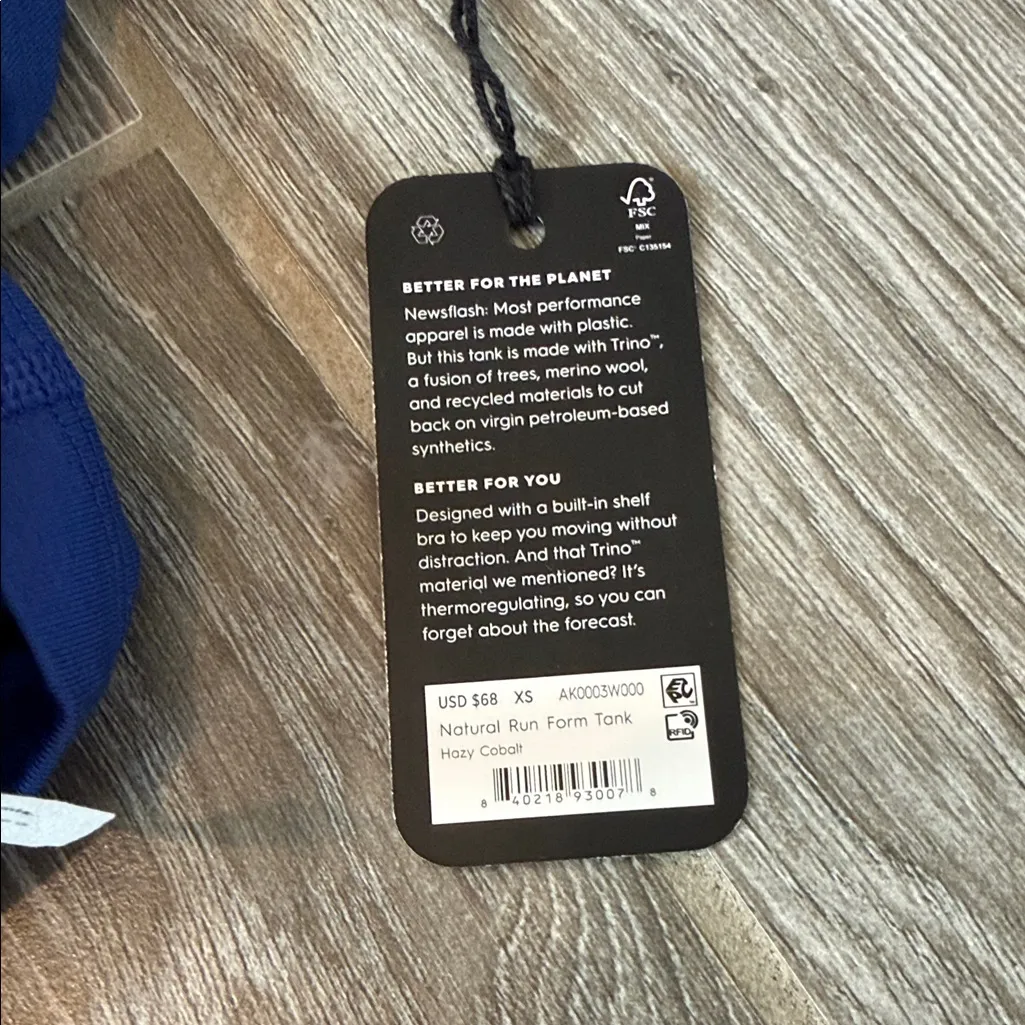 FSC
MIX
Paper
FSC® C135154
BETTER FOR THE PLANET
Newsflash: Most performance
apparel is made with plastic.
But this tank is made with Trino™,
a fusion of trees, merino wool,
and recycled materials to cut
back on virgin petroleum-based
synthetics.
BETTER FOR YOU
Designed with a built-in shelf
bra to keep you moving without
distraction. And that Trino™
material we mentioned? It's
thermoregulating, so you can
forget about the forecast.
USD $68 XS AK0003W000
Natural Run Form Tank
Hazy Cobalt
RFID
8 40218 93007 8